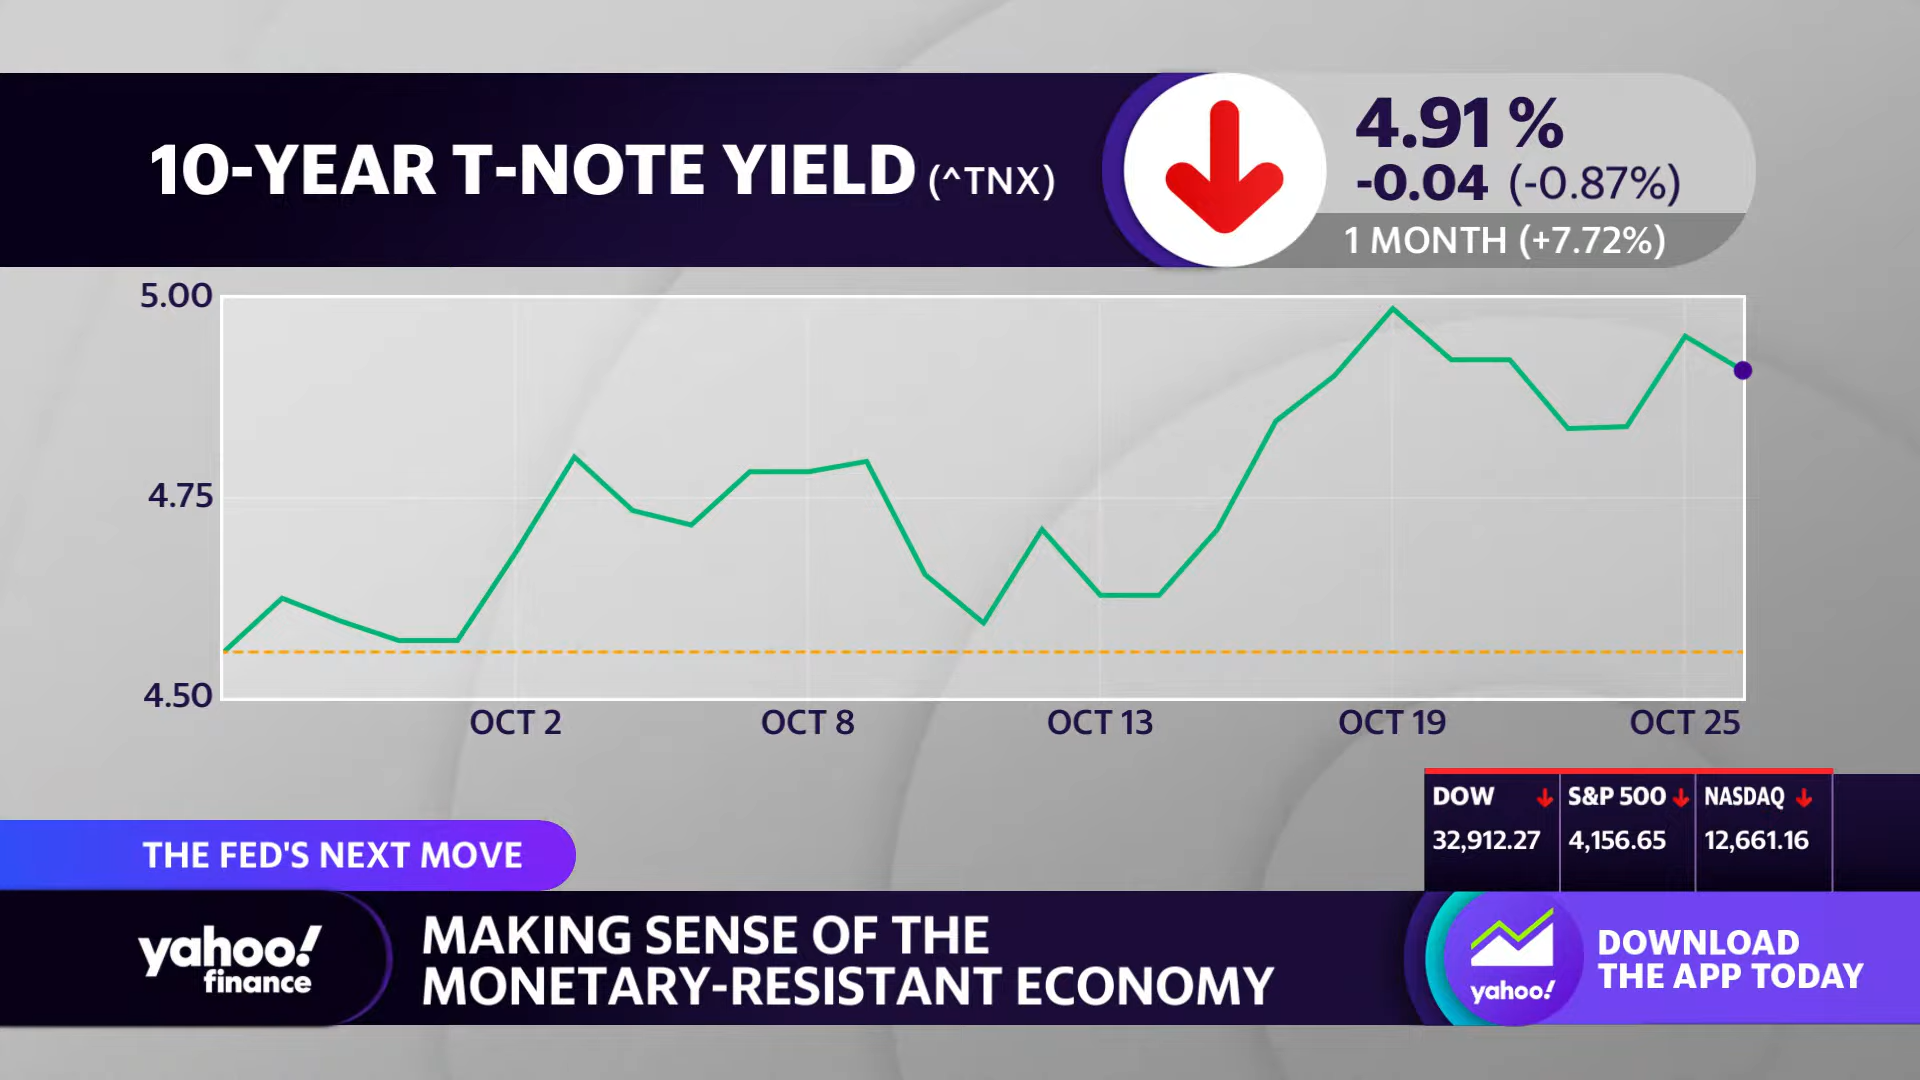 10-YEAR T-NOTE YIELD (^TNX)
4.91 %
-0.04 (-0.87%)
1 MONTH (+7.72%)
5.00
4.75
4.50
OCT 2 OCT 8 OCT 13 OCT 19 OCT 25
DOW S&P 500 NASDAQ
32,912.27 4,156.65 12,661.16
THE FED'S NEXT MOVE
yahoo!
finance
MAKING SENSE OF THE
MONETARY-RESISTANT ECONOMY
yahoo!
DOWNLOAD
THE APP TODAY